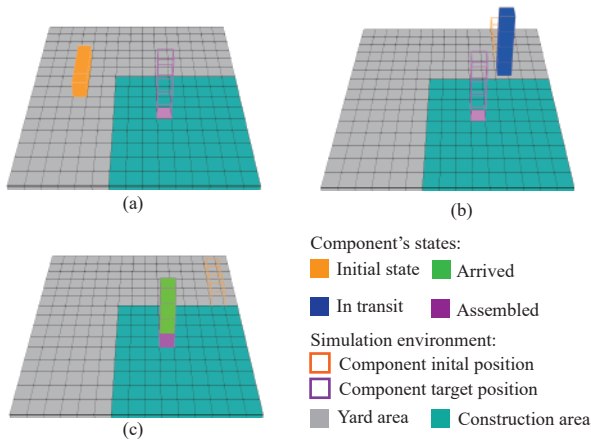 (a)
(b)
(c)
Component's states:
Initial state
Arrived
In transit
Assembled
Simulation environment:
Component inital position
Component target position
Yard area
Construction area